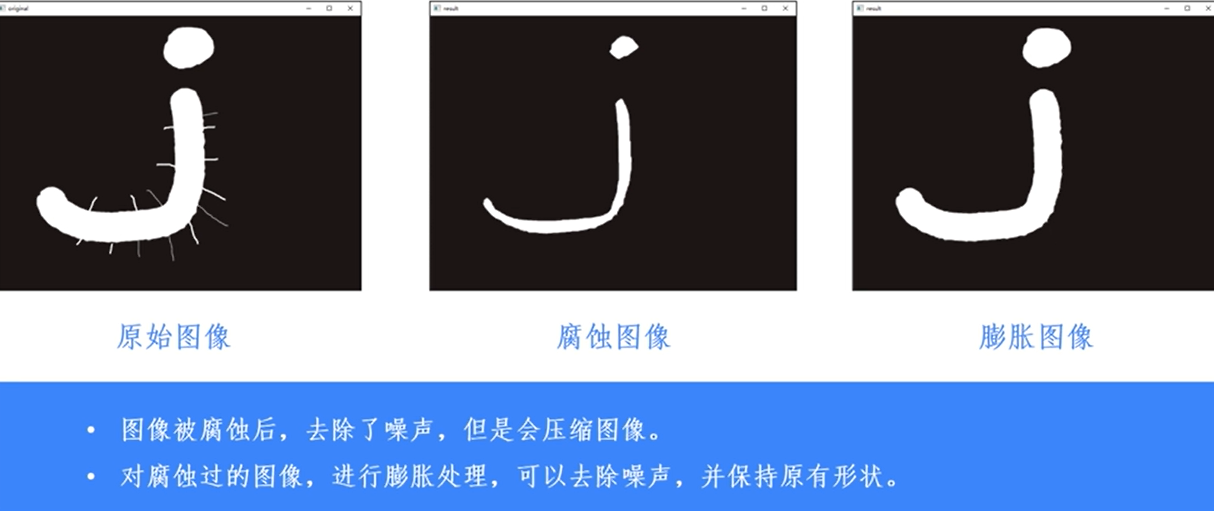 original
result
result
原始图像
腐蚀图像
膨胀图像
• 图像被腐蚀后，去除了噪声，但是会压缩图像。
• 对腐蚀过的图像，进行膨胀处理，可以去除噪声，并保持原有形状。